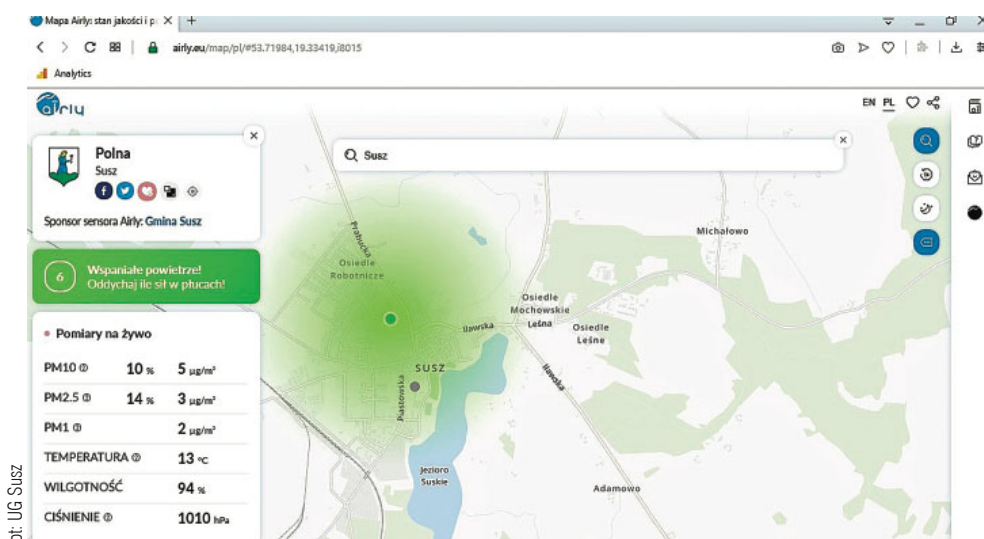 Mapa Airly: stan jakości i p
airly.eu/map/pl/#53.71984,19.33419,i8015
Analytics
airly
EN PL
Polna
Susz
Sponsor sensora Airly: Gmina Susz
Susz
6
Wspaniałe powietrze!
Oddychaj ile sił w płucach!
Pomiary na żywo
PM10 10 % 5 µg/m³
PM2.5 14 % 3 µg/m³
PM1 2 µg/m³
TEMPERATURA 13 °C
WILGOTNOŚĆ 94 %
CIŚNIENIE 1010 hPa
Prabucka
Osiedle
Robotnicze
Michałowo
Osiedle
Mochowskie
Leśna
Iławska
Osiedle
Leśne
SUSZ
Piastowska
Iławska
Jezioro
Suskie
Adamowo
ot: UG Susz